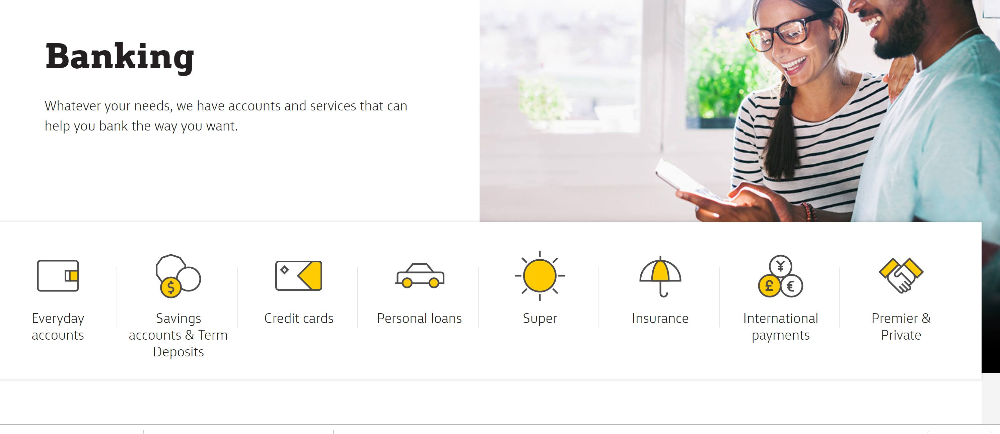 Banking
Whatever your needs, we have accounts and services that can
help you bank the way you want.
$
¥
£
€
Everyday
accounts
Savings
accounts & Term
Deposits
Credit cards
Personal loans
Super
Insurance
International
payments
Premier &
Private